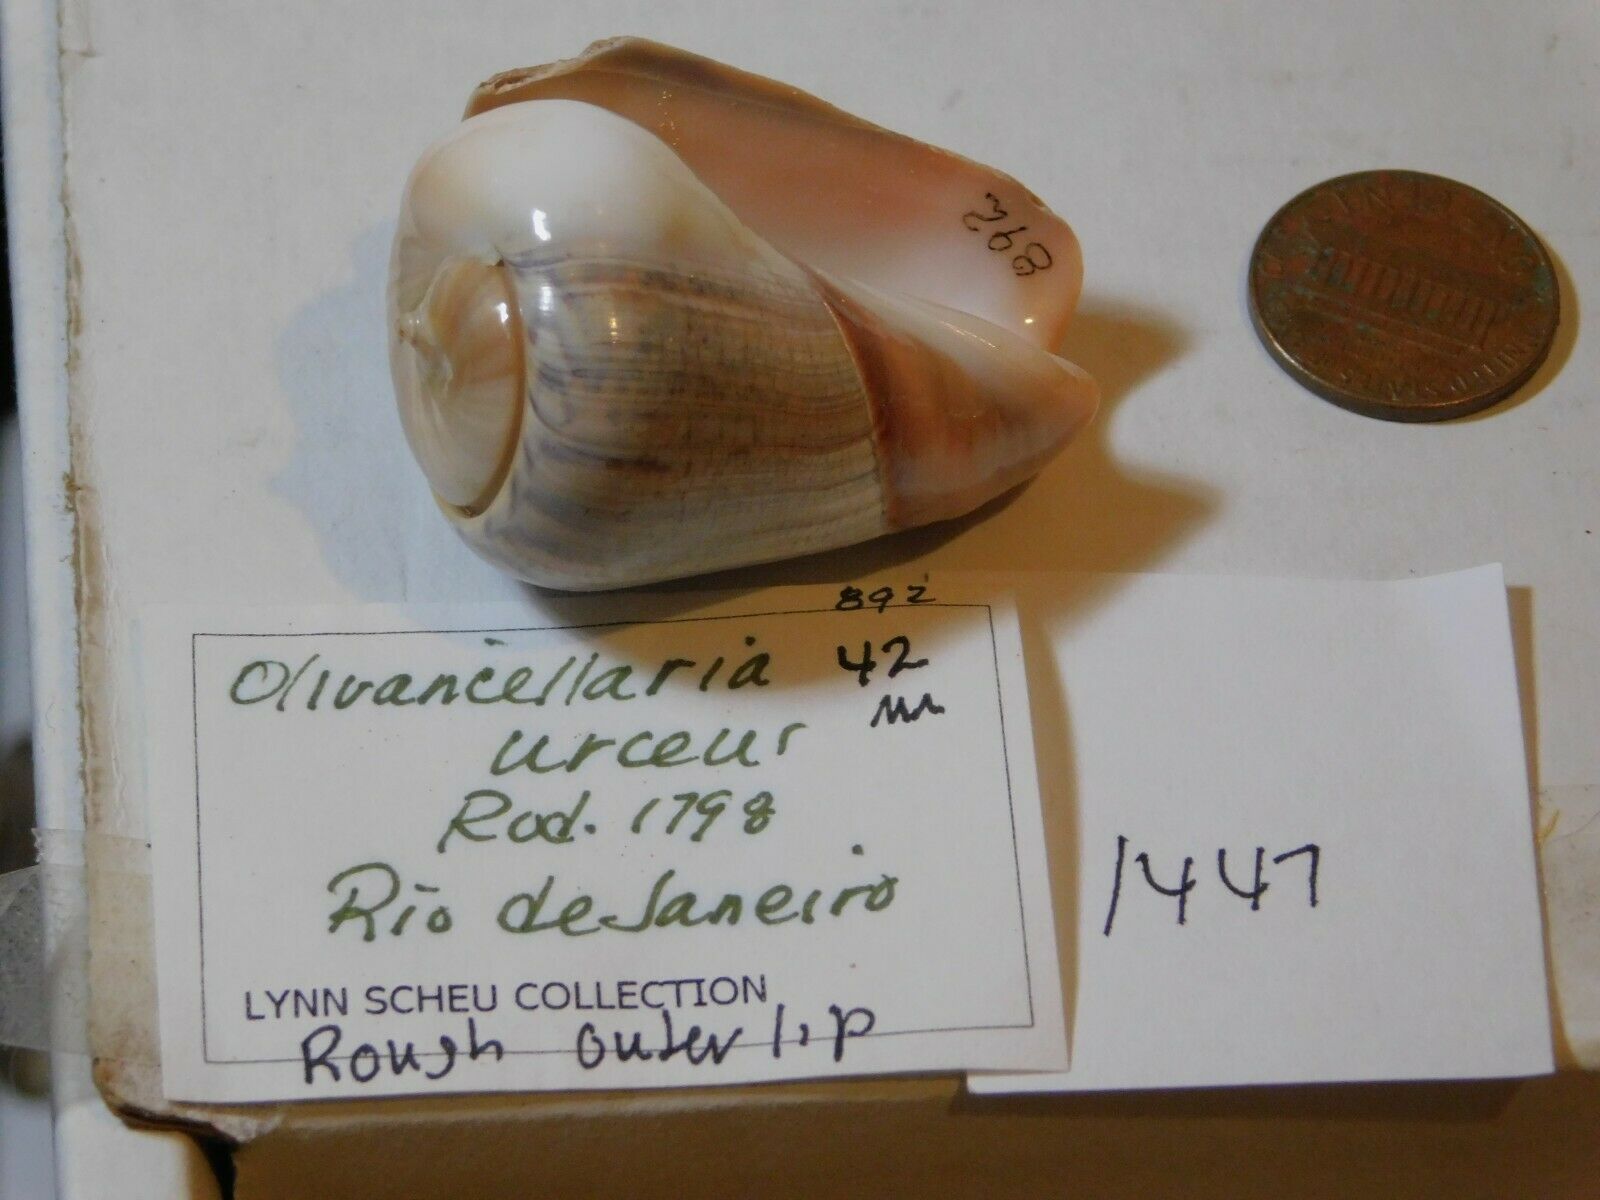 892
892
Olivancellaria 42
mm
urceus
Rod. 1798
Rio de Janeiro
LYNN SCHEU COLLECTION
Rough outer lip
1447